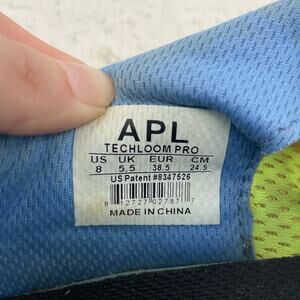 APL
TECHLOOM PRO
US UK EUR CM
8 5.5 38.5 24.5
US Patent #8347526
8 12727 02787 7
MADE IN CHINA